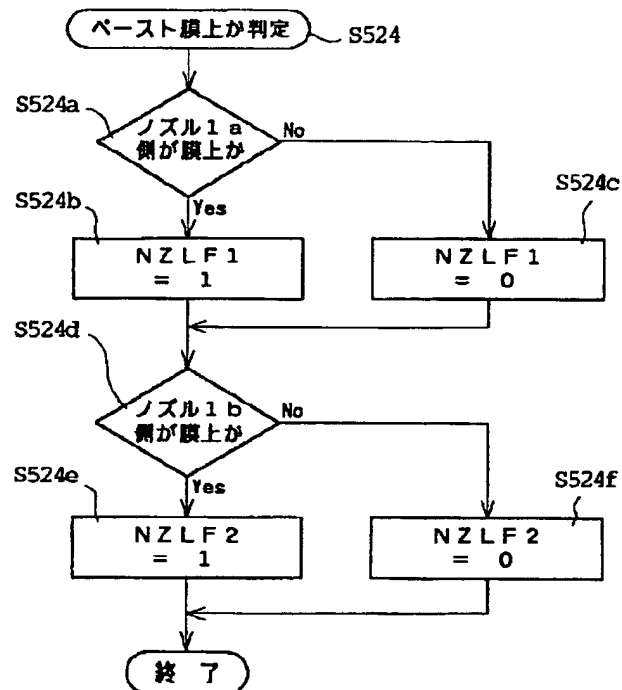 ペースト膜上か判定
S524
S524a
ノズル1a
側が膜上か
No
Yes
S524b
NZLF1
= 1
S524c
NZLF1
= 0
S524d
ノズル1b
側が膜上か
No
Yes
S524e
NZLF2
= 1
S524f
NZLF2
= 0
終了